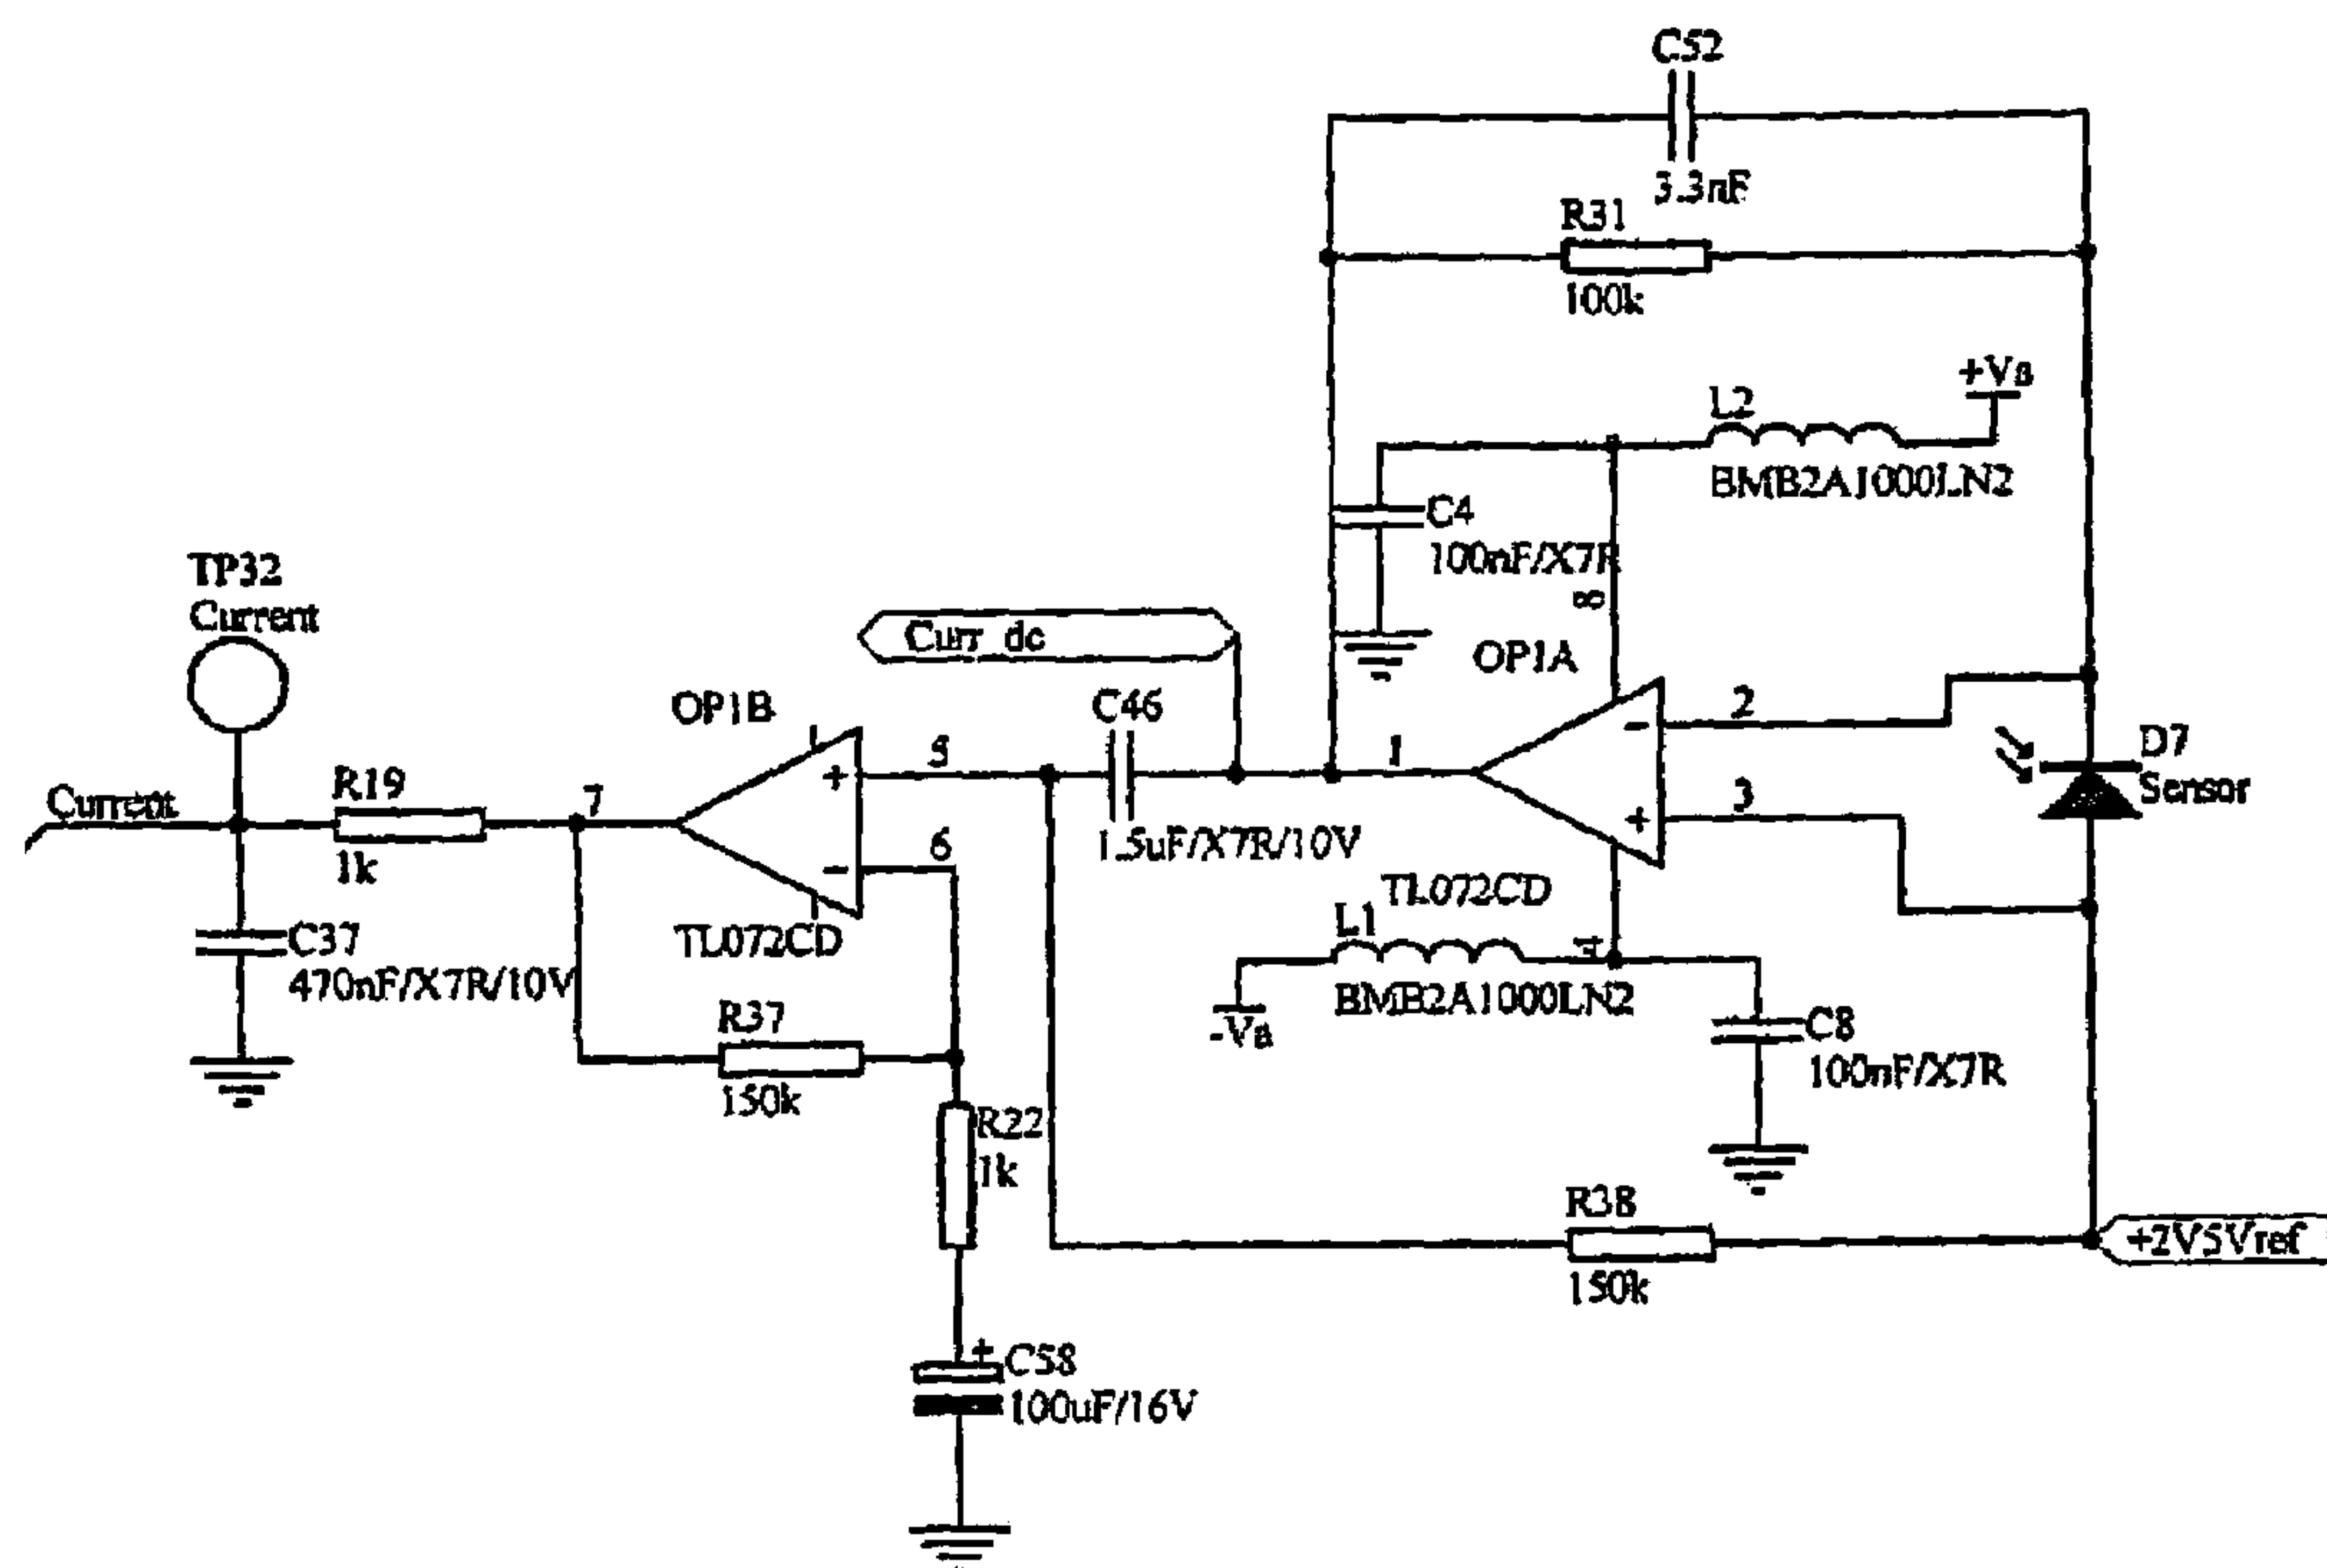 C52
3.3nF
R31
100k
+Va
L2
BMB2A1000LN2
C4
100nF/X7R
8
TP32
Current
Curr_dc
OP1A
OP1B
C46
5
1
2
D7
Sensor
R19
7
3
Current
1k
6
1.5uF/X7R/10V
TL072CD
L1
C37
470nF/X7R/10V
TL072CD
4
BMB2A1000LN2
-Va
R37
150k
C8
100nF/X7R
R22
1k
R38
150k
+2V5Vref
+
C58
100uF/16V